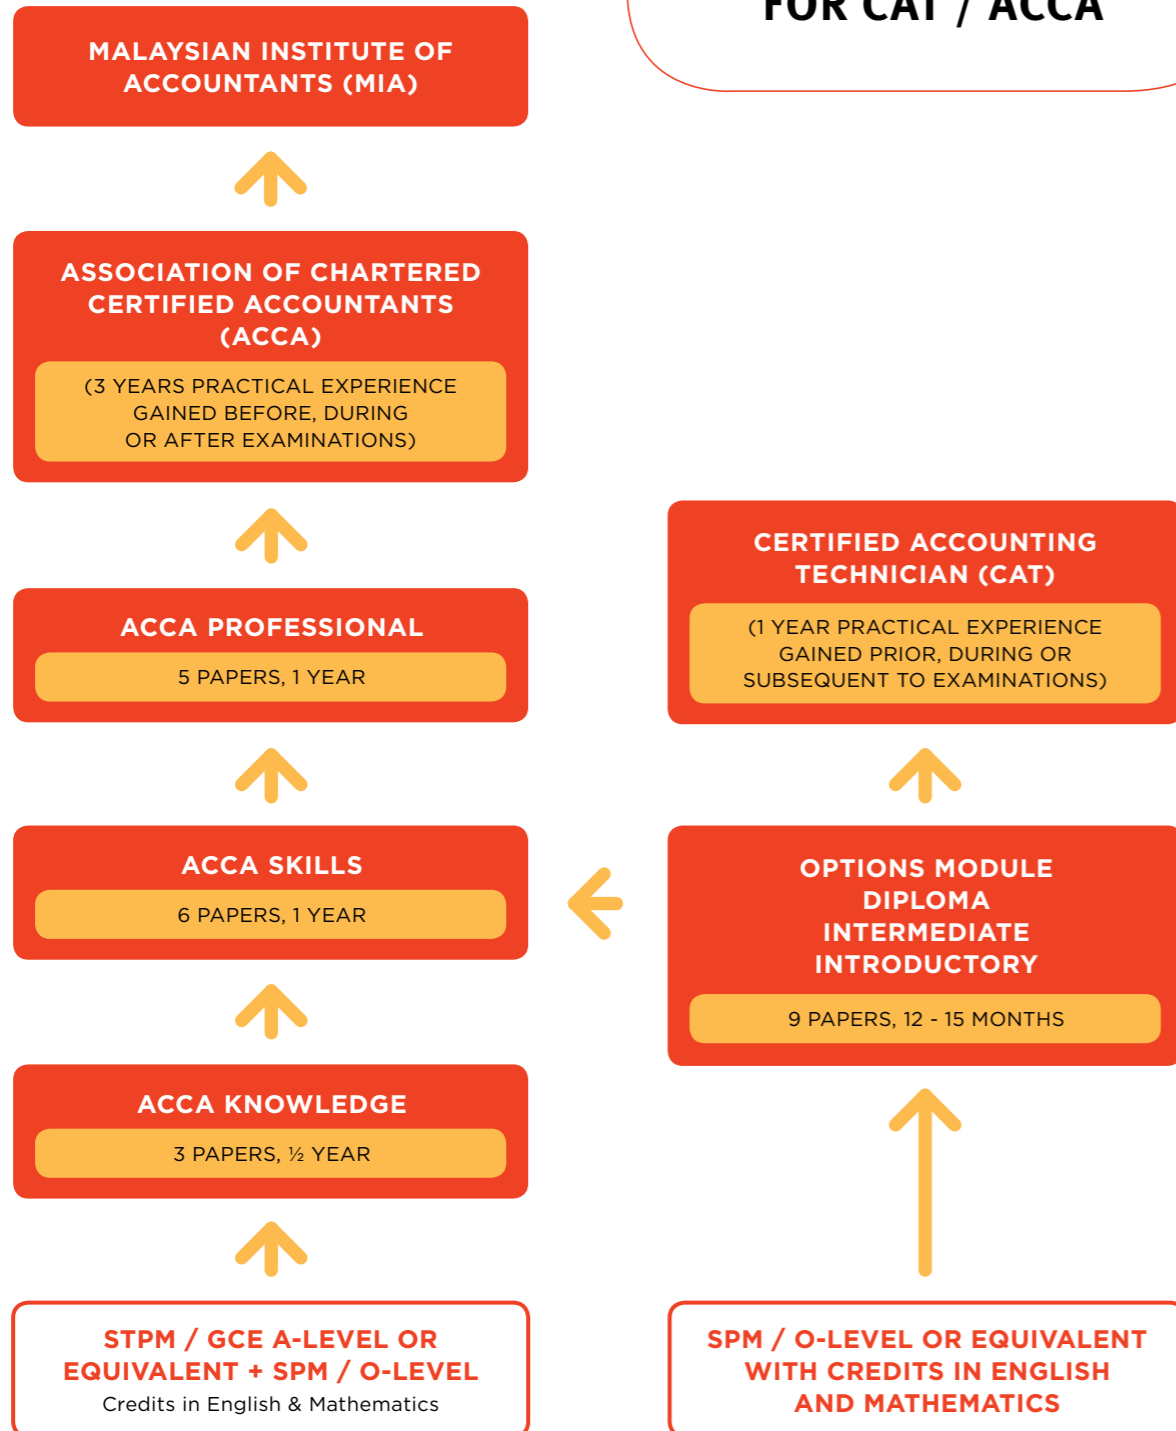 FOR CAT / ACCA
MALAYSIAN INSTITUTE OF
ACCOUNTANTS (MIA)
ASSOCIATION OF CHARTERED
CERTIFIED ACCOUNTANTS
(ACCA)
(3 YEARS PRACTICAL EXPERIENCE
GAINED BEFORE, DURING
OR AFTER EXAMINATIONS)
ACCA PROFESSIONAL
5 PAPERS, 1 YEAR
ACCA SKILLS
6 PAPERS, 1 YEAR
ACCA KNOWLEDGE
3 PAPERS, ½ YEAR
STPM / GCE A-LEVEL OR
EQUIVALENT + SPM / O-LEVEL
Credits in English & Mathematics
CERTIFIED ACCOUNTING
TECHNICIAN (CAT)
(1 YEAR PRACTICAL EXPERIENCE
GAINED PRIOR, DURING OR
SUBSEQUENT TO EXAMINATIONS)
OPTIONS MODULE
DIPLOMA
INTERMEDIATE
INTRODUCTORY
9 PAPERS, 12 - 15 MONTHS
SPM / O-LEVEL OR EQUIVALENT
WITH CREDITS IN ENGLISH
AND MATHEMATICS